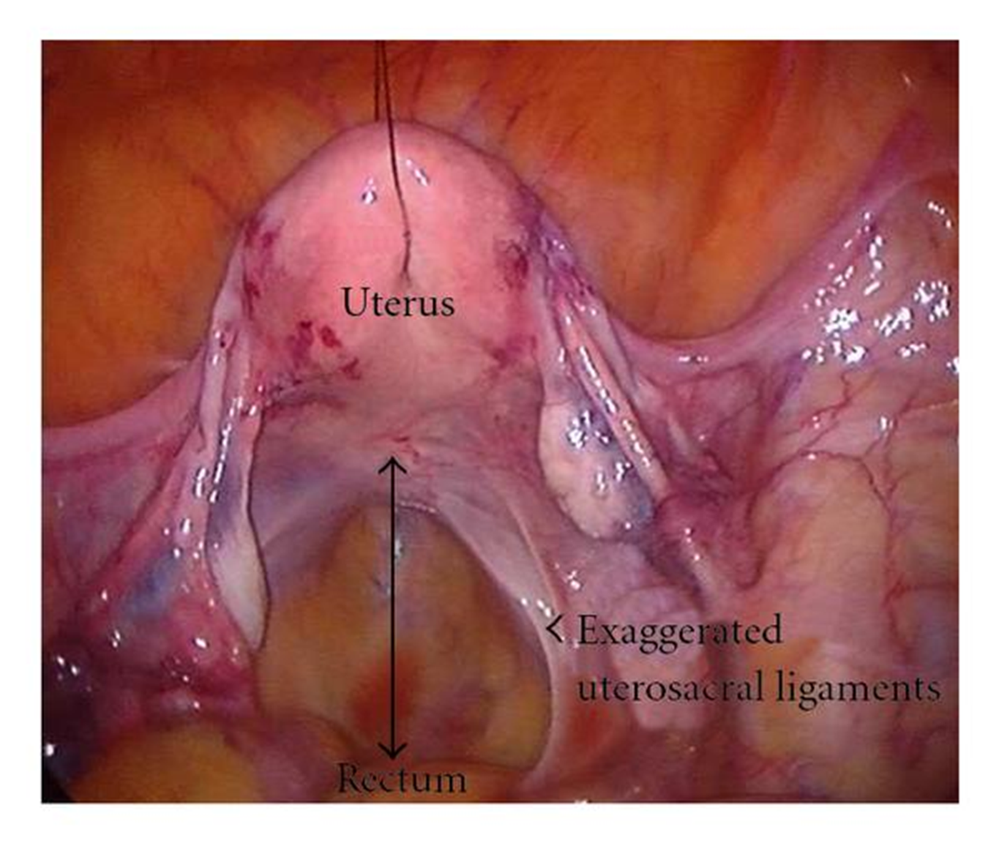 Uterus
Exaggerated
uterosacral ligaments
Rectum